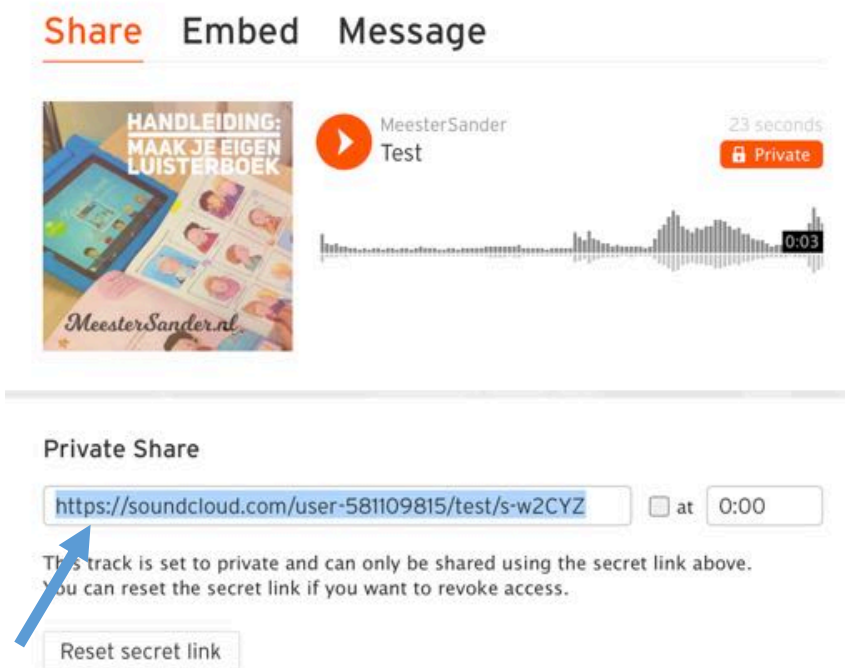 Share Embed Message
HANDLEIDING:
MAAK JE EIGEN
LUISTERBOEK
MeesterSander.nl
MeesterSander
23 seconds
Test
Private
0:03
Private Share
https://soundcloud.com/user-581109815/test/s-w2CYZ
at 0:00
This track is set to private and can only be shared using the secret link above.
You can reset the secret link if you want to revoke access.
Reset secret link